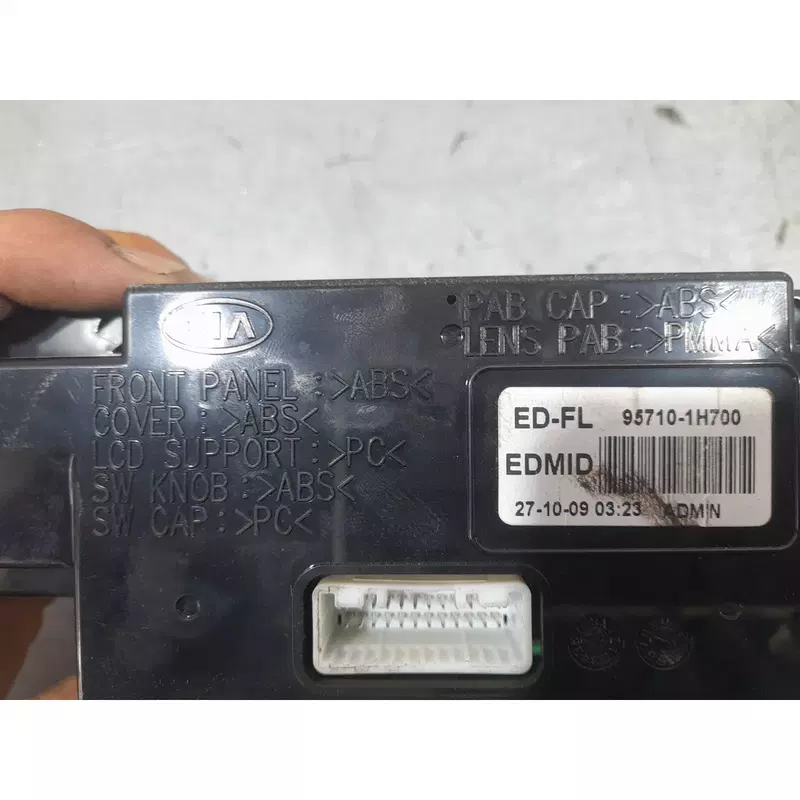 KIA
PAB CAP : >ABS<
LENS PAB: >PMMA<
FRONT PANEL : >ABS<
COVER : >ABS<
LCD SUPPORT: >PC<
SW KNOB: >ABS<
SW CAP: >PC<
ED-FL 95710-1H700
EDMID
27-10-09 03:23 ADMIN